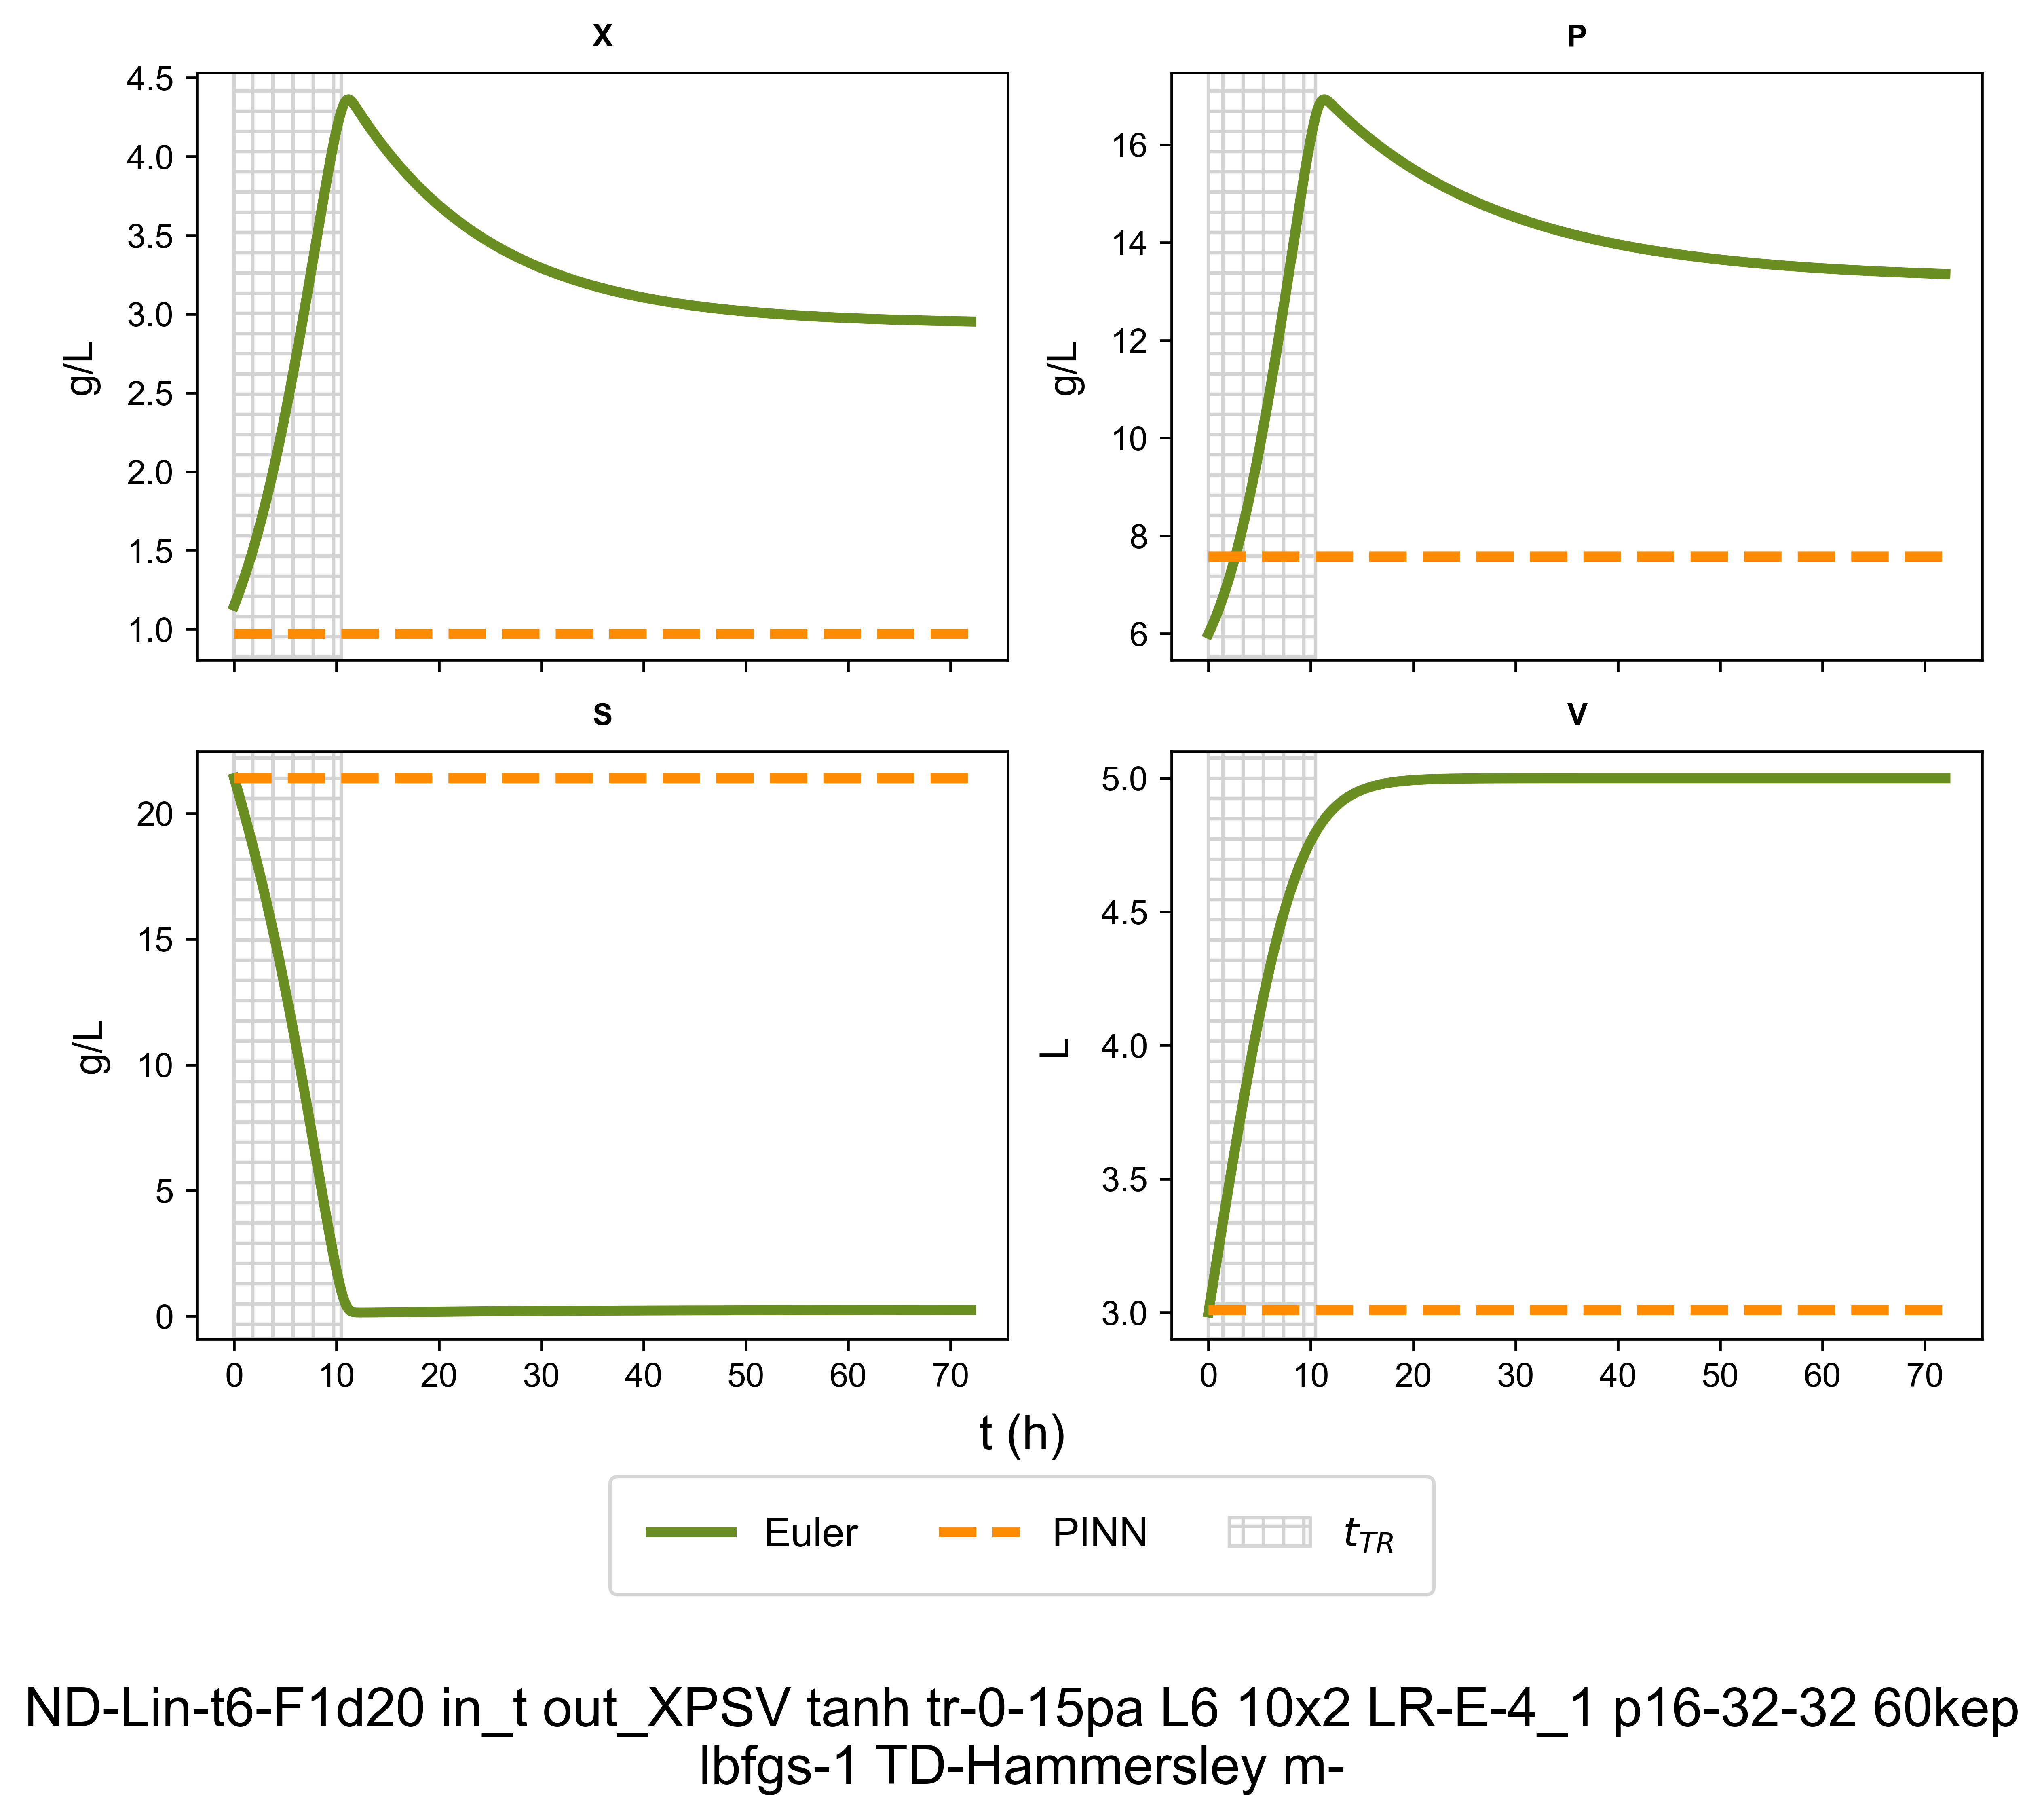 X
P
4.5
4.0
3.5
3.0
2.5
2.0
1.5
1.0
g/L
16
14
12
10
8
6
g/L
S
V
20
15
10
5
0
g/L
5.0
4.5
4.0
3.5
3.0
L
0 10 20 30 40 50 60 70
0 10 20 30 40 50 60 70
t (h)
Euler PINN t_TR
ND-Lin-t6-F1d20 in_t out_XPSV tanh tr-0-15pa L6 10x2 LR-E-4_1 p16-32-32 60kep
lbfgs-1 TD-Hammersley m-